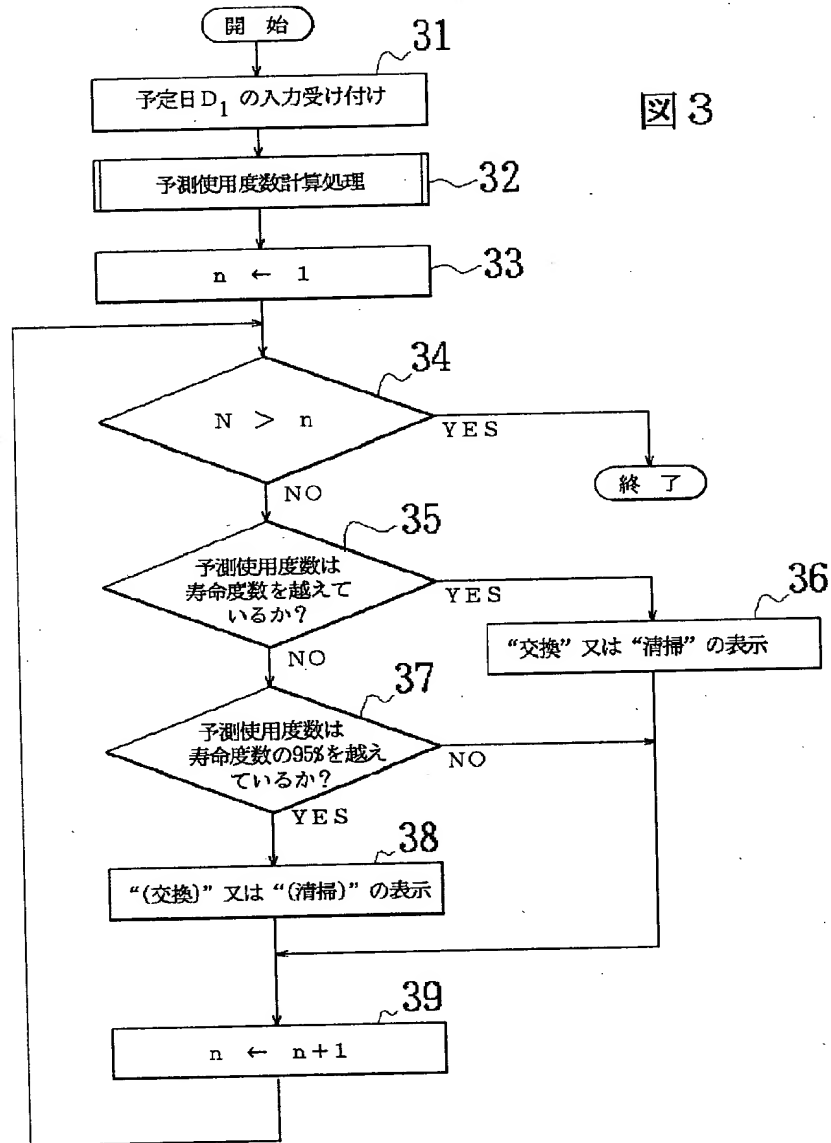 開 始
31
予定日D1 の入力受け付け
図3
予測使用度数計算処理
32
n ← 1
33
34
N > n
YES
終 了
NO
35
予測使用度数は
寿命度数を越えて
いるか?
YES
36
“交換” 又は “清掃” の表示
NO
37
予測使用度数は
寿命度数の95%を越え
ているか?
NO
YES
38
“(交換)” 又は “(清掃)” の表示
39
n ← n+1